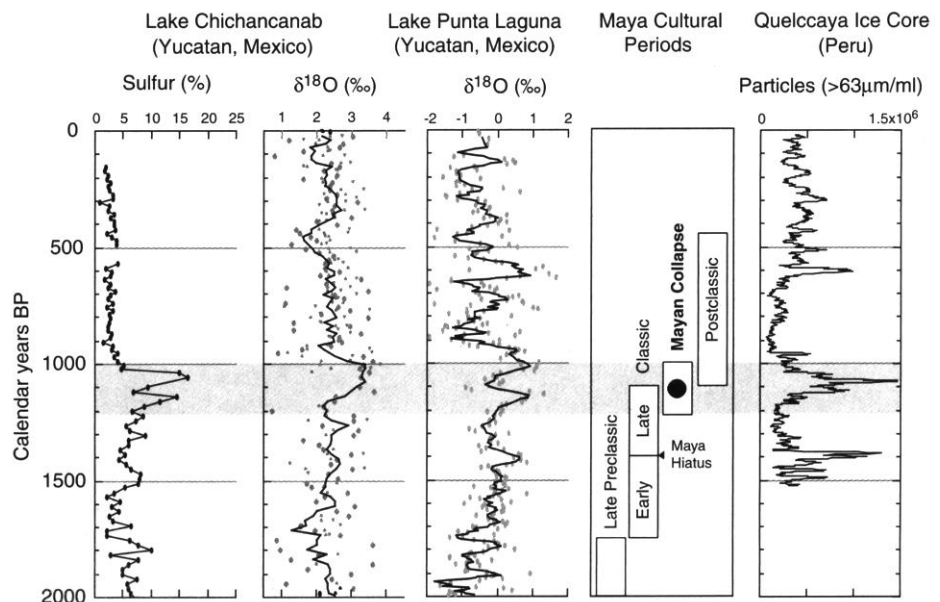 Lake Chichancanab
(Yucatan, Mexico)
Lake Punta Laguna
(Yucatan, Mexico)
Maya Cultural
Periods
Quelccaya Ice Core
(Peru)
Sulfur (%)
δ¹⁸O (‰)
δ¹⁸O (‰)
Particles (>63µm/ml)
0 5 10 15 20 25
1 2 3 4
-2 -1 0 1 2
0 1.5x10⁶
Calendar years BP
0
500
1000
1500
2000
Late Preclassic
Early
Late
Classic
Mayan Collapse
Postclassic
Maya
Hiatus